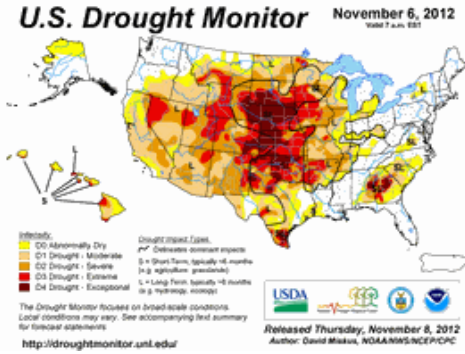 U.S. Drought Monitor
November 6, 2012
Valid 7 a.m. EST
L
S
Intensity:
D0 Abnormally Dry
D1 Drought - Moderate
D2 Drought - Severe
D3 Drought - Extreme
D4 Drought - Exceptional
Drought Impact Types:
Delineates dominant impacts
S = Short-Term, typically <6 months
(e.g. agriculture, grasslands)
L = Long-Term, typically >6 months
(e.g. hydrology, ecology)
The Drought Monitor focuses on broad-scale conditions.
Local conditions may vary. See accompanying text summary
for forecast statements.
http://droughtmonitor.unl.edu/
USDA
Released Thursday, November 8, 2012
Author: David Miskus, NOAA/NWS/NCEP/CPC